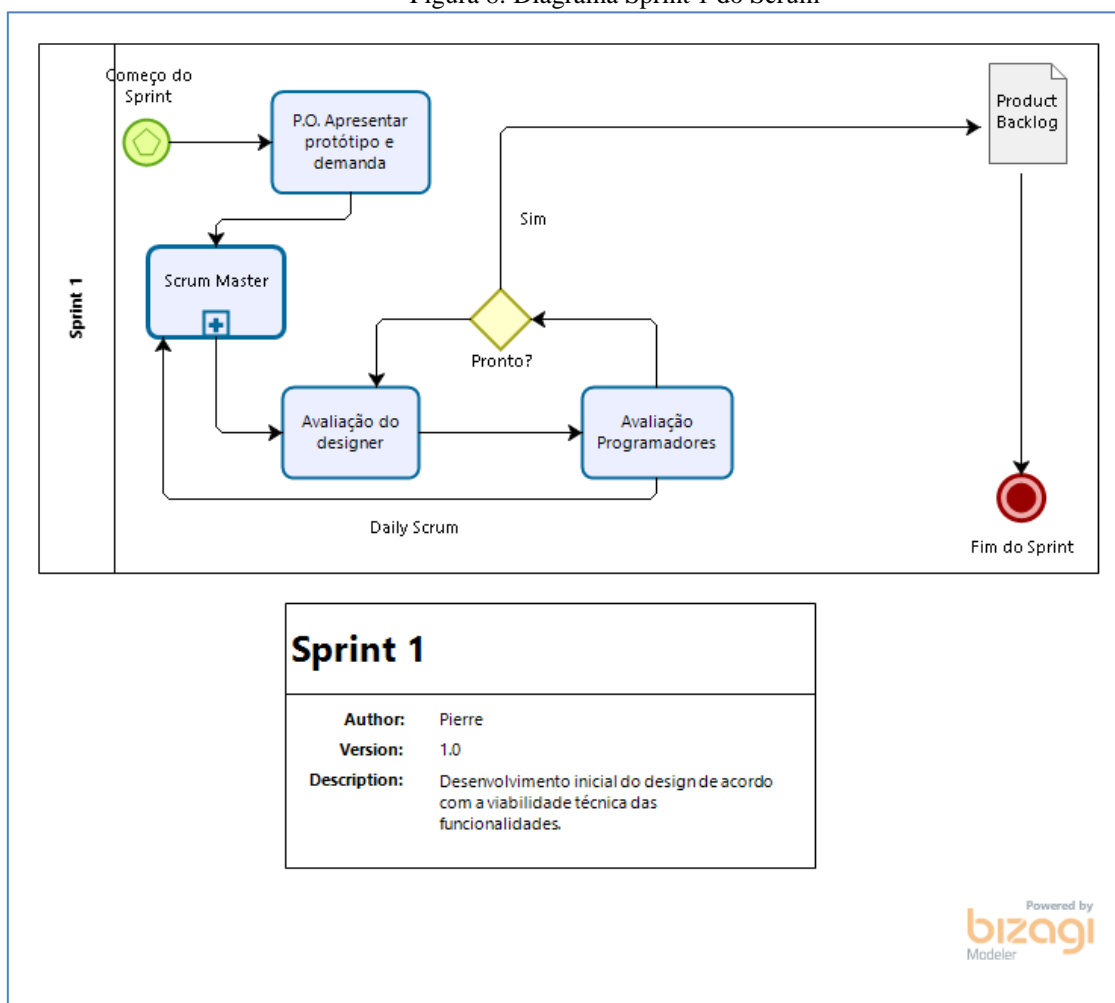 Figura 8: Diagrama Sprint 1 do Scrum
Começo do
Sprint
P.O. Apresentar
protótipo e
demanda
Product
Backlog
Sim
Sprint 1
Scrum Master
Pronto?
Avaliação do
designer
Avaliação
Programadores
Daily Scrum
Fim do Sprint
Sprint 1
Author: Pierre
Version: 1.0
Description: Desenvolvimento inicial do design de acordo
com a viabilidade técnica das
funcionalidades.
Powered by
bizagi
Modeler